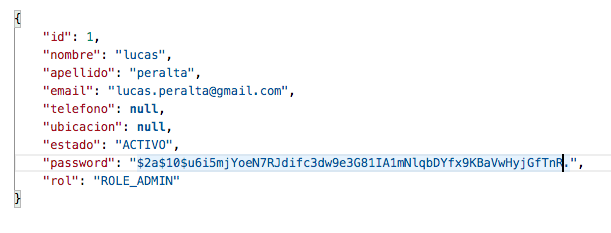 {
"id": 1,
"nombre": "lucas",
"apellido": "peralta",
"email": "lucas.peralta@gmail.com",
"telefono": null,
"ubicacion": null,
"estado": "ACTIVO",
"password": "$2a$10$u6i5mjYoeN7RJdifc3dw9e3G81IA1mNlqbDYfx9KBaVwHyjGfTnR.",
"rol": "ROLE_ADMIN"
}